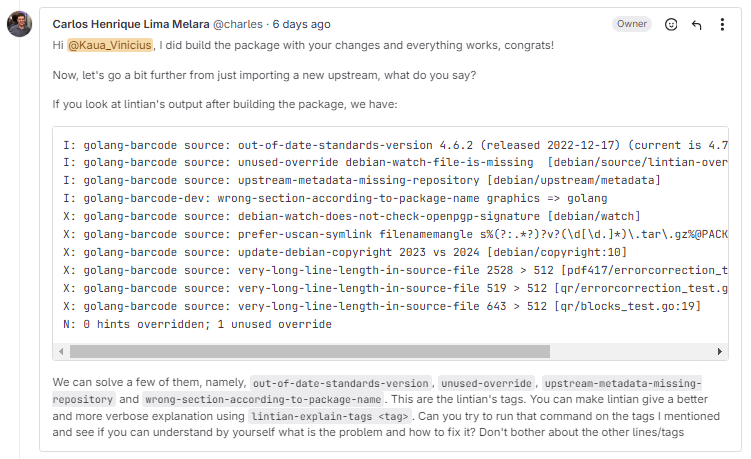 Carlos Henrique Lima Melara @charles · 6 days ago
Owner
Hi @Kaua_Vinicius, I did build the package with your changes and everything works, congrats!
Now, let's go a bit further from just importing a new upstream, what do you say?
If you look at lintian's output after building the package, we have:
I: golang-barcode source: out-of-date-standards-version 4.6.2 (released 2022-12-17) (current is 4.7
I: golang-barcode source: unused-override debian-watch-file-is-missing  [debian/source/lintian-over
I: golang-barcode source: upstream-metadata-missing-repository [debian/upstream/metadata]
I: golang-barcode-dev: wrong-section-according-to-package-name graphics => golang
X: golang-barcode source: debian-watch-does-not-check-openpgp-signature [debian/watch]
X: golang-barcode source: prefer-uscan-symlink filenamemangle s%(?:.*?)?v?(\d[\d.]*)\.tar\.gz%@PACK
X: golang-barcode source: update-debian-copyright 2023 vs 2024 [debian/copyright:10]
X: golang-barcode source: very-long-line-length-in-source-file 2528 > 512 [pdf417/errorcorrection_t
X: golang-barcode source: very-long-line-length-in-source-file 519 > 512 [qr/errorcorrection_test.g
X: golang-barcode source: very-long-line-length-in-source-file 643 > 512 [qr/blocks_test.go:19]
N: 0 hints overridden; 1 unused override
We can solve a few of them, namely, out-of-date-standards-version, unused-override, upstream-metadata-missing-
repository and wrong-section-according-to-package-name. This are the lintian's tags. You can make lintian give a better
and more verbose explanation using lintian-explain-tags <tag>. Can you try to run that command on the tags I mentioned
and see if you can understand by yourself what is the problem and how to fix it? Don't bother about the other lines/tags